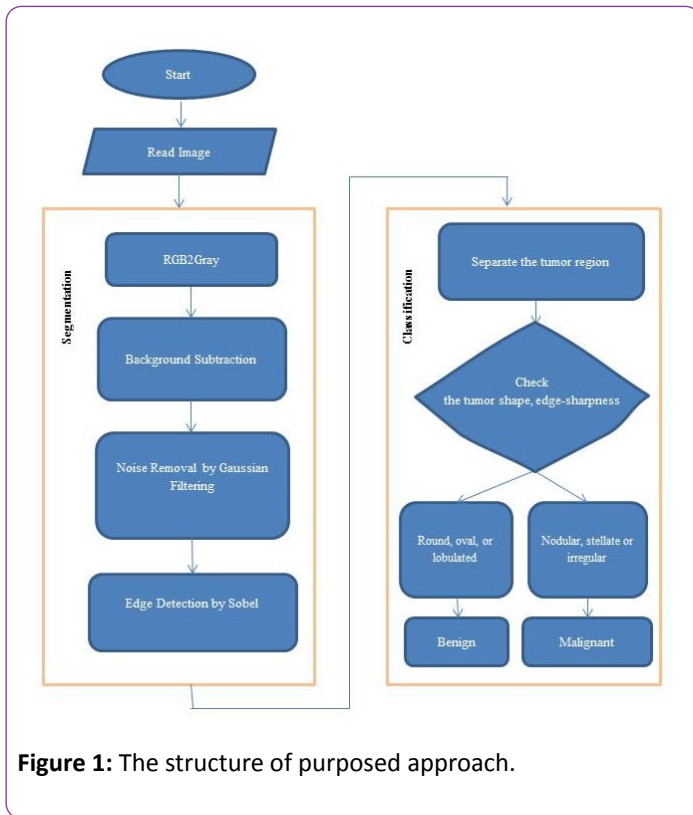 Start
Read Image
Segmentation
RGB2Gray
Background Subtraction
Noise Removal by Gaussian
Filtering
Edge Detection by Sobel
Classification
Separate the tumor region
Check
the tumor shape, edge-sharpness
Round, oval, or
lobulated
Nodular, stellate or
irregular
Benign
Malignant
Figure 1: The structure of purposed approach.